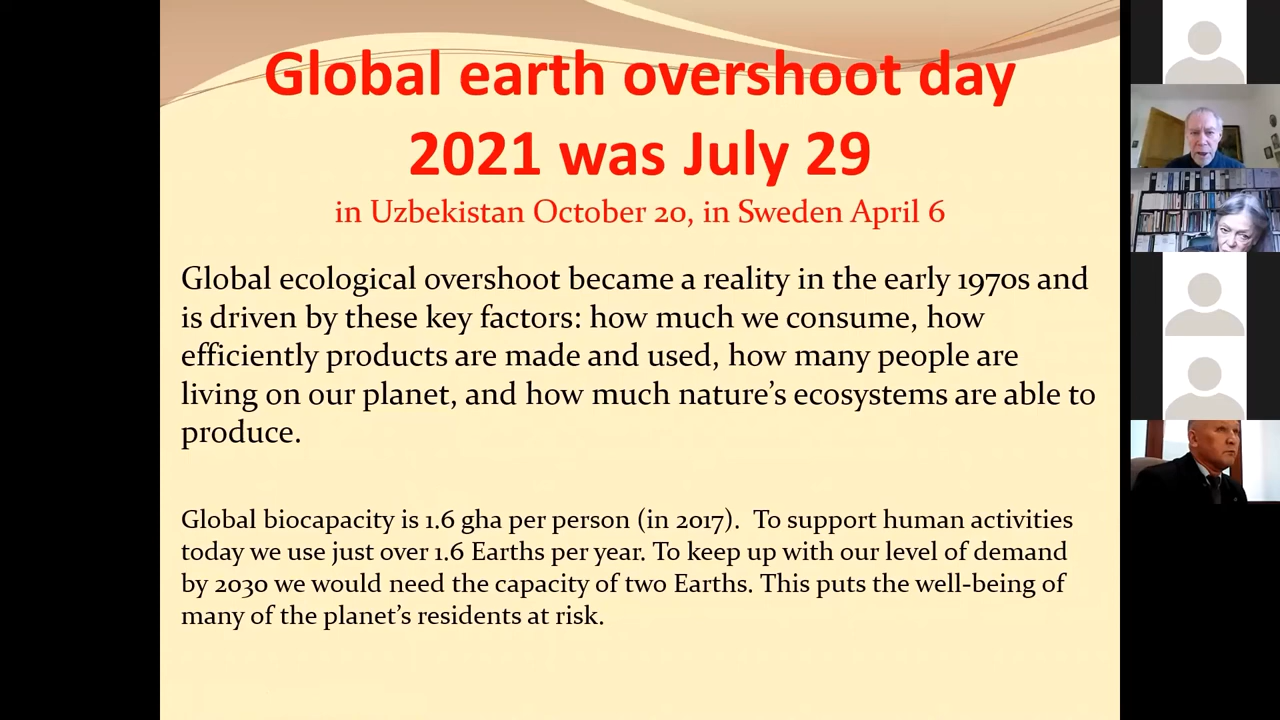 Global earth overshoot day
2021 was July 29
in Uzbekistan October 20, in Sweden April 6
Global ecological overshoot became a reality in the early 1970s and
is driven by these key factors: how much we consume, how
efficiently products are made and used, how many people are
living on our planet, and how much nature’s ecosystems are able to
produce.
Global biocapacity is 1.6 gha per person (in 2017).  To support human activities
today we use just over 1.6 Earths per year. To keep up with our level of demand
by 2030 we would need the capacity of two Earths. This puts the well-being of
many of the planet’s residents at risk.